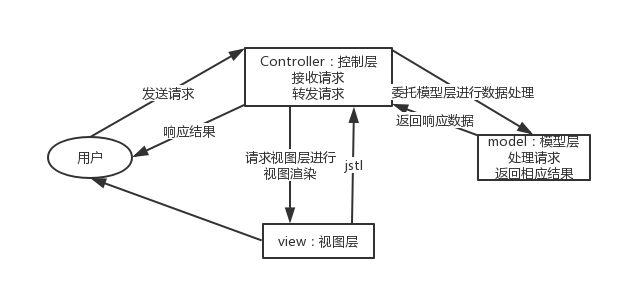 Controller：控制层
接收请求
转发请求
发送请求
委托模型层进行数据处理
返回响应数据
响应结果
model：模型层
处理请求
返回相应结果
用户
请求视图层进行
视图渲染
jstl
view：视图层